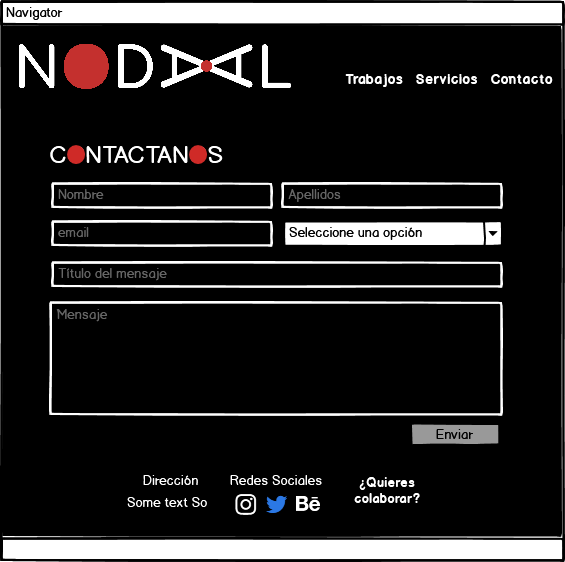 Navigator
NODAL
Trabajos Servicios Contacto
CONTACTANOS
Nombre
Apellidos
email
Seleccione una opción
Título del mensaje
Mensaje
Enviar
Dirección
Some text So
Redes Sociales
Bē
¿Quieres
colaborar?